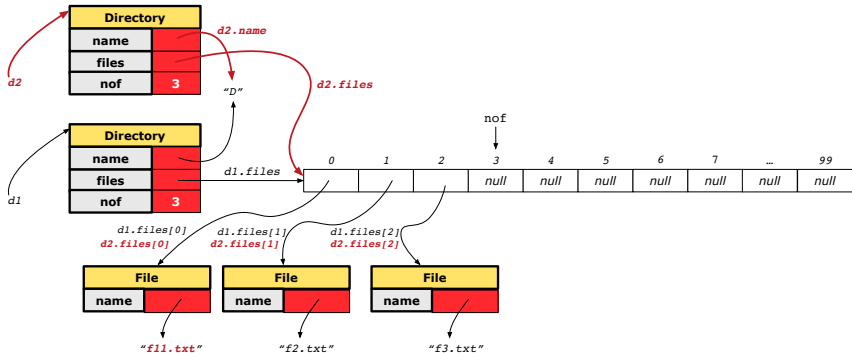 Directory
name
files
nof 3
d2
d2.name
"D"
d2.files
Directory
name
files
nof 3
d1
d1.files
nof
0 1 2 3 4 5 6 7 … 99
null null null null null null null
d1.files[0]
d2.files[0]
d1.files[1]
d2.files[1]
d1.files[2]
d2.files[2]
File
name
"f11.txt"
File
name
"f2.txt"
File
name
"f3.txt"